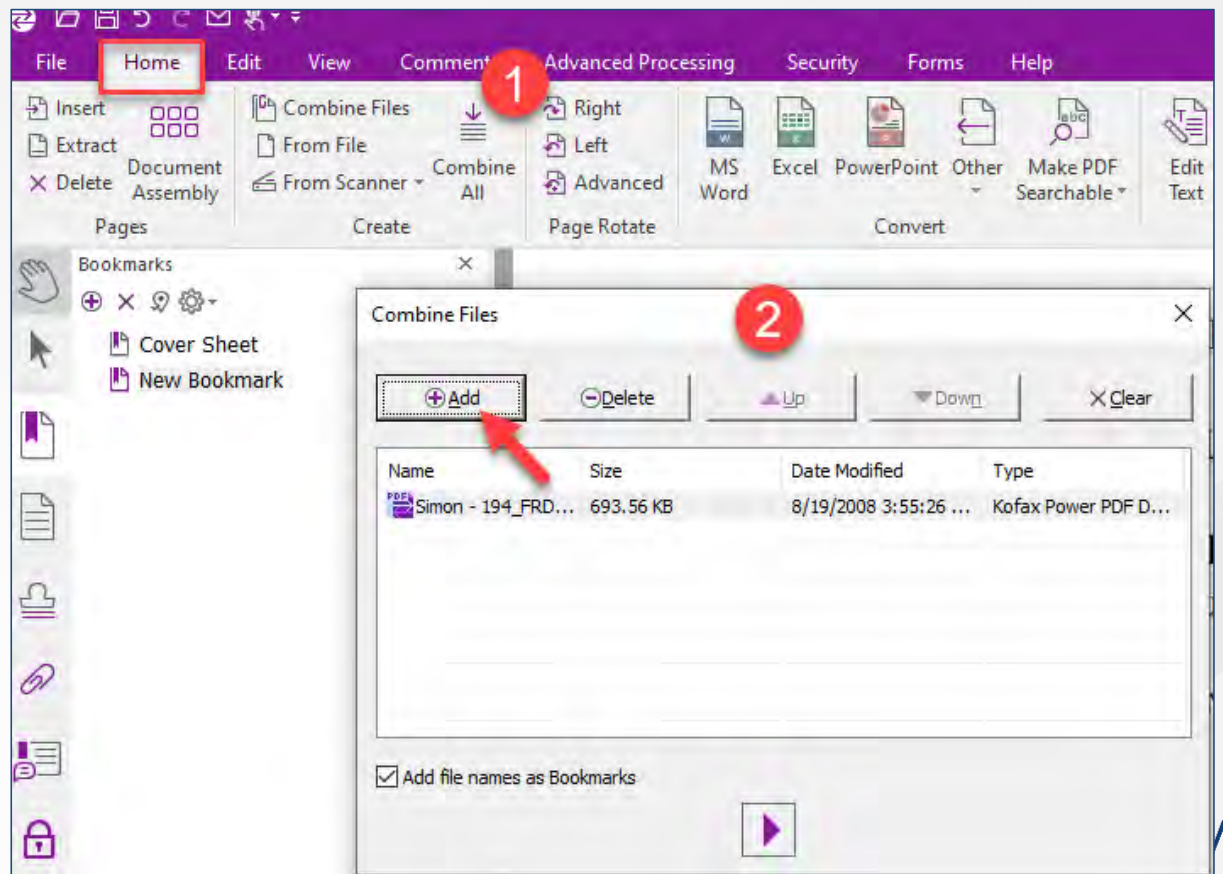 File Home Edit View Comment Advanced Processing Security Forms Help
1
Insert Combine Files Right
Extract From File Left
Delete Document Assembly From Scanner Combine All Advanced MS Word Excel PowerPoint Other Make PDF Searchable Edit Text
Pages Create Page Rotate Convert
Bookmarks
Cover Sheet
New Bookmark
Combine Files
2
Add Delete Up Down Clear
Name Size Date Modified Type
Simon - 194_FRD... 693.56 KB 8/19/2008 3:55:26 ... Kofax Power PDF D...
Add file names as Bookmarks